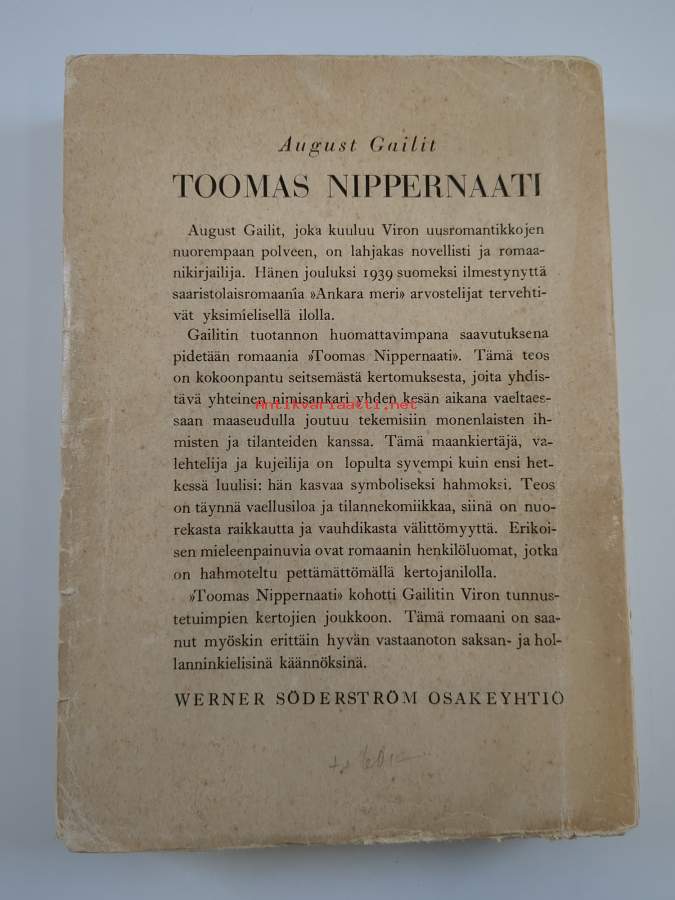 August Gailit
TOOMAS NIPPERNAATI
August Gailit, joka kuuluu Viron uusromantikkojen
nuorempaan polveen, on lahjakas novellisti ja romaa-
nikirjailija. Hänen jouluksi 1939 suomeksi ilmestynyttä
saaristolaisromaania »Ankara meri» arvostelijat tervehti-
vät yksimielisellä ilolla.
Gailitin tuotannon huomattavimpana saavutuksena
pidetään romaania »Toomas Nippernaati». Tämä teos
on kokoonpantu seitsemästä kertomuksesta, joita yhdis-
tävä yhteinen nimisankari yhden kesän aikana vaeltaes-
Antikvariaatti.net
saan maaseudulla joutuu tekemisiin monenlaisten ih-
misten ja tilanteiden kanssa. Tämä maankiertäjä, va-
lehtelija ja kujeilija on lopulta syvempi kuin ensi het-
kessä luulisi: hän kasvaa symboliseksi hahmoksi. Teos
on täynnä vaellusiloa ja tilannekomiikkaa, siinä on nuo-
rekasta raikkautta ja vauhdikasta välittömyyttä. Erikoi-
sen mieleenpainuvia ovat romaanin henkilöluomat, jotka
on hahmoteltu pettämättömällä kertojanilolla.
»Toomas Nippernaati» kohotti Gailitin Viron tunnus-
tetuimpien kertojien joukkoon. Tämä romaani on saa-
nut myöskin erittäin hyvän vastaanoton saksan- ja hol-
lanninkielisinä käännöksinä.
WERNER SÖDERSTRÖM OSAKEYHTIÖ